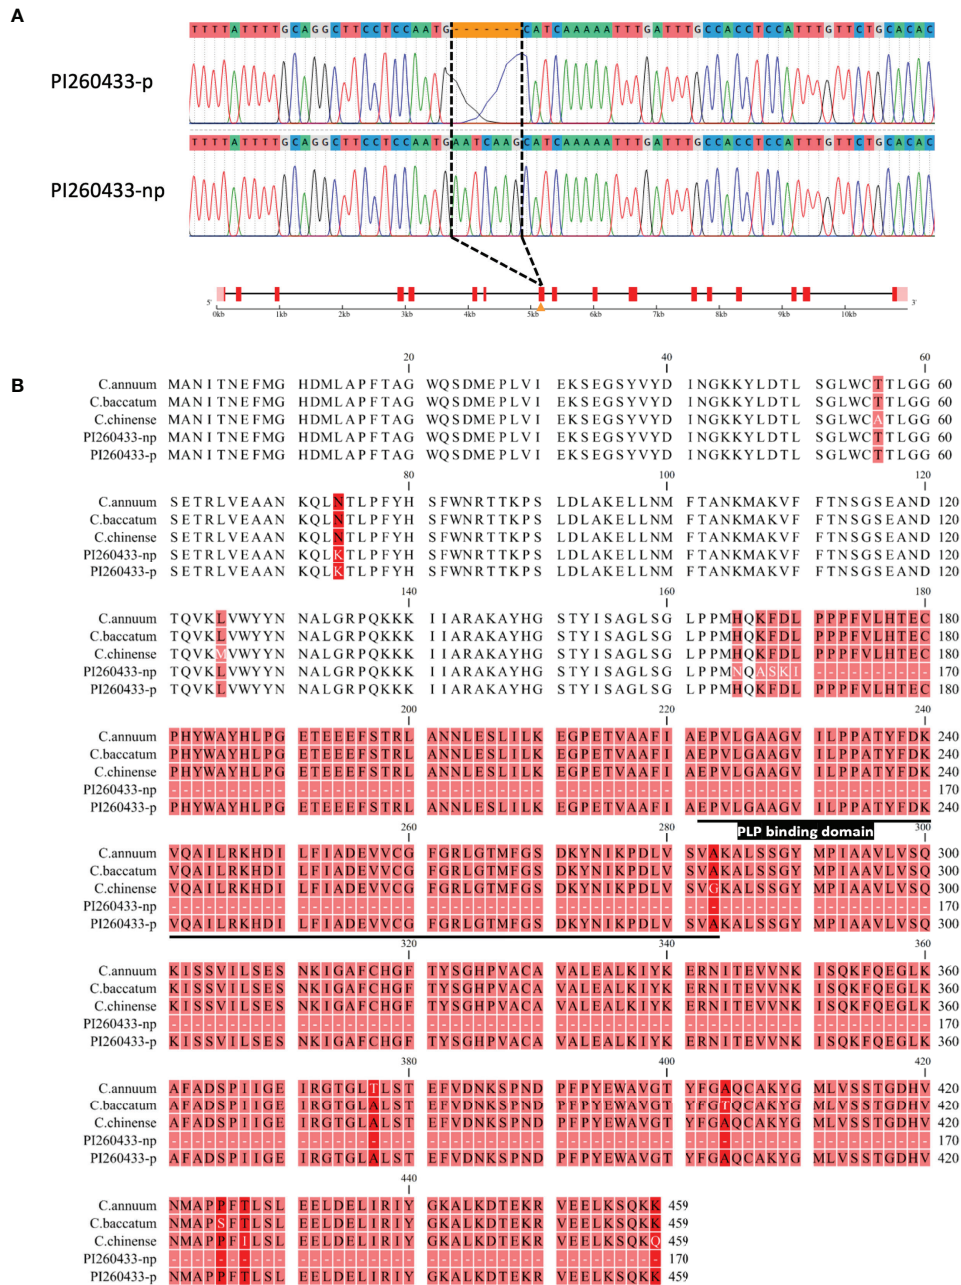 A
TTTTATTTTGCAGGCTTCCTCCAATG-------CATCAAAAATTTGATTTGCCACCTCCATTTGTTCTGCACAC
PI260433-p
TTTTATTTTGCAGGCTTCCTCCAATGAATCAAGCATCAAAAATTTGATTTGCCACCTCCATTTGTTCTGCACAC
PI260433-np
5' 3'
0kb 1kb 2kb 3kb 4kb 5kb 6kb 7kb 8kb 9kb 10kb
B
20 40 60
C.annuum MANITNEFMG HDMLAPFTAG WQSDMEPLVI EKSEGSYVYD INGKKYLDTL SGLWCTTLGG 60
C.baccatum MANITNEFMG HDMLAPFTAG WQSDMEPLVI EKSEGSYVYD INGKKYLDTL SGLWCTTLGG 60
C.chinense MANITNEFMG HDMLAPFTAG WQSDMEPLVI EKSEGSYVYD INGKKYLDTL SGLWCATLGG 60
PI260433-np MANITNEFMG HDMLAPFTAG WQSDMEPLVI EKSEGSYVYD INGKKYLDTL SGLWCTTLGG 60
PI260433-p MANITNEFMG HDMLAPFTAG WQSDMEPLVI EKSEGSYVYD INGKKYLDTL SGLWCTTLGG 60
80 100 120
C.annuum SETRLVEAAN KQLNTLPFYH SFWNRTTKPS LDLAKELLNM FTANKMAKVF FTNSGSEAND 120
C.baccatum SETRLVEAAN KQLNTLPFYH SFWNRTTKPS LDLAKELLNM FTANKMAKVF FTNSGSEAND 120
C.chinense SETRLVEAAN KQLNTLPFYH SFWNRTTKPS LDLAKELLNM FTANKMAKVF FTNSGSEAND 120
PI260433-np SETRLVEAAN KQLKTLPFYH SFWNRTTKPS LDLAKELLNM FTANKMAKVF FTNSGSEAND 120
PI260433-p SETRLVEAAN KQLKTLPFYH SFWNRTTKPS LDLAKELLNM FTANKMAKVF FTNSGSEAND 120
140 160 180
C.annuum TQVKLVWYYN NALGRPQKKK IIARAKAYHG STYISAGLSG LPPMHQKFDL PPPFVLHTEC 180
C.baccatum TQVKLVWYYN NALGRPQKKK IIARAKAYHG STYISAGLSG LPPMHQKFDL PPPFVLHTEC 180
C.chinense TQVKVVWYYN NALGRPQKKK IIARAKAYHG STYISAGLSG LPPMHQKFDL PPPFVLHTEC 180
PI260433-np TQVKLVWYYN NALGRPQKKK IIARAKAYHG STYISAGLSG LPPMNQASKI ---------- 170
PI260433-p TQVKLVWYYN NALGRPQKKK IIARAKAYHG STYISAGLSG LPPMHQKFDL PPPFVLHTEC 180
200 220 240
C.annuum PHYWAYHLPG ETEEEFSTRL ANNLESLILK EGPETVAAFI AEPVLGAAGV ILPPATYFDK 240
C.baccatum PHYWAYHLPG ETEEEFSTRL ANNLESLILK EGPETVAAFI AEPVLGAAGV ILPPATYFDK 240
C.chinense PHYWAYHLPG ETEEEFSTRL ANNLESLILK EGPETVAAFI AEPVLGAAGV ILPPATYFDK 240
PI260433-np ---------- ---------- ---------- ---------- ---------- ---------- 170
PI260433-p PHYWAYHLPG ETEEEFSTRL ANNLESLILK EGPETVAAFI AEPVLGAAGV ILPPATYFDK 240
PLP binding domain
260 280 300
C.annuum VQAILRKHDI LFIADEVVCG FGRLGTMFGS DKYNIKPDLV SVAKALSSGY MPIAAVLVSQ 300
C.baccatum VQAILRKHDI LFIADEVVCG FGRLGTMFGS DKYNIKPDLV SVAKALSSGY MPIAAVLVSQ 300
C.chinense VQAILRKHDI LFIADEVVCG FGRLGTMFGS DKYNIKPDLV SVGKALSSGY MPIAAVLVSQ 300
PI260433-np ---------- ---------- ---------- ---------- ---------- ---------- 170
PI260433-p VQAILRKHDI LFIADEVVCG FGRLGTMFGS DKYNIKPDLV SVAKALSSGY MPIAAVLVSQ 300
320 340 360
C.annuum KISSVILSES NKIGAFCHGF TYSGHPVACA VALEALKIYK ERNITEVVNK ISQKFQEGLK 360
C.baccatum KISSVILSES NKIGAFCHGF TYSGHPVACA VALEALKIYK ERNITEVVNK ISQKFQEGLK 360
C.chinense KISSVILSES NKIGAFCHGF TYSGHPVACA VALEALKIYK ERNITEVVNK ISQKFQEGLK 360
PI260433-np ---------- ---------- ---------- ---------- ---------- ---------- 170
PI260433-p KISSVILSES NKIGAFCHGF TYSGHPVACA VALEALKIYK ERNITEVVNK ISQKFQEGLK 360
380 400 420
C.annuum AFADSPIIGE IRGTGLTLST EFVDNKSPND PFPYEWAVGT YFGAQCAKYG MLVSSTGDHV 420
C.baccatum AFADSPIIGE IRGTGLALST EFVDNKSPND PFPYEWAVGT YFGTQCAKYG MLVSSTGDHV 420
C.chinense AFADSPIIGE IRGTGLALST EFVDNKSPND PFPYEWAVGT YFGAQCAKYG MLVSSTGDHV 420
PI260433-np ---------- ---------- ---------- ---------- ---------- ---------- 170
PI260433-p AFADSPIIGE IRGTGLALST EFVDNKSPND PFPYEWAVGT YFGAQCAKYG MLVSSTGDHV 420
440
C.annuum NMAPPFTLSL EELDELIRIY GKALKDTEKR VEELKSQKK 459
C.baccatum NMAPSFTLSL EELDELIRIY GKALKDTEKR VEELKSQKK 459
C.chinense NMAPPFILSL EELDELIRIY GKALKDTEKR VEELKSQKQ 459
PI260433-np ---------- ---------- ---------- --------- 170
PI260433-p NMAPPFTLSL EELDELIRIY GKALKDTEKR VEELKSQKK 459